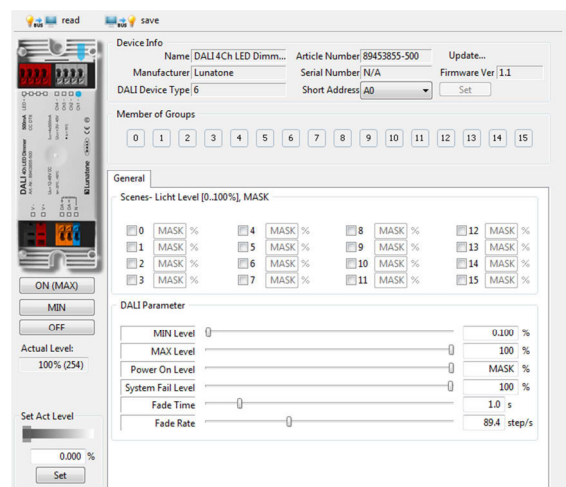 read save
Device Info
Name DALI 4Ch LED Dimm... Article Number 89453855-500 Update...
Manufacturer Lunatone Serial Number N/A Firmware Ver 1.1
DALI Device Type 6 Short Address A0 Set
Member of Groups
0 1 2 3 4 5 6 7 8 9 10 11 12 13 14 15
General
Scenes- Licht Level [0..100%], MASK
0 MASK % 4 MASK % 8 MASK % 12 MASK %
1 MASK % 5 MASK % 9 MASK % 13 MASK %
2 MASK % 6 MASK % 10 MASK % 14 MASK %
3 MASK % 7 MASK % 11 MASK % 15 MASK %
DALI Parameter
MIN Level 0.100 %
MAX Level 100 %
Power On Level MASK %
System Fail Level 100 %
Fade Time 1.0 s
Fade Rate 89.4 step/s
DALI 4Ch LED Dimmer
Lunatone
ON (MAX)
MIN
OFF
Actual Level:
100% (254)
Set Act Level
0.000 %
Set